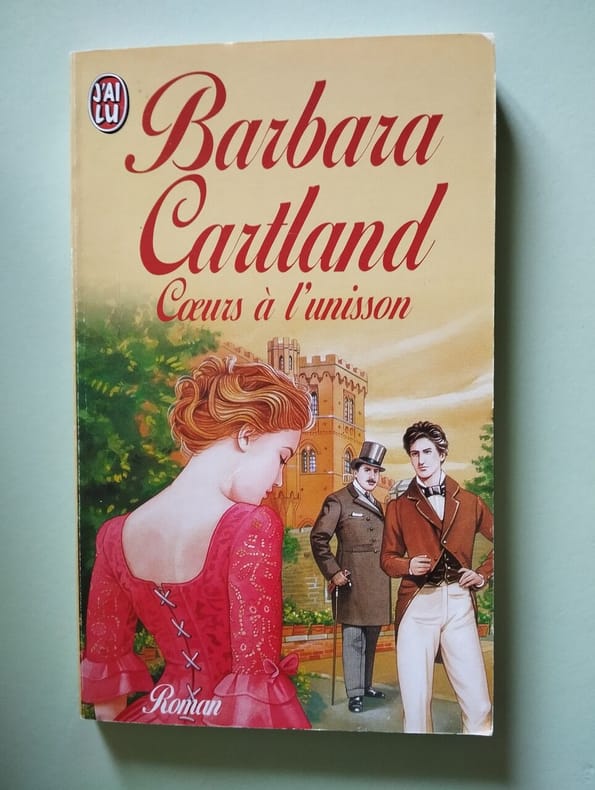 J'AI
LU
Barbara
Cartland
Cœurs à l'unisson
Roman